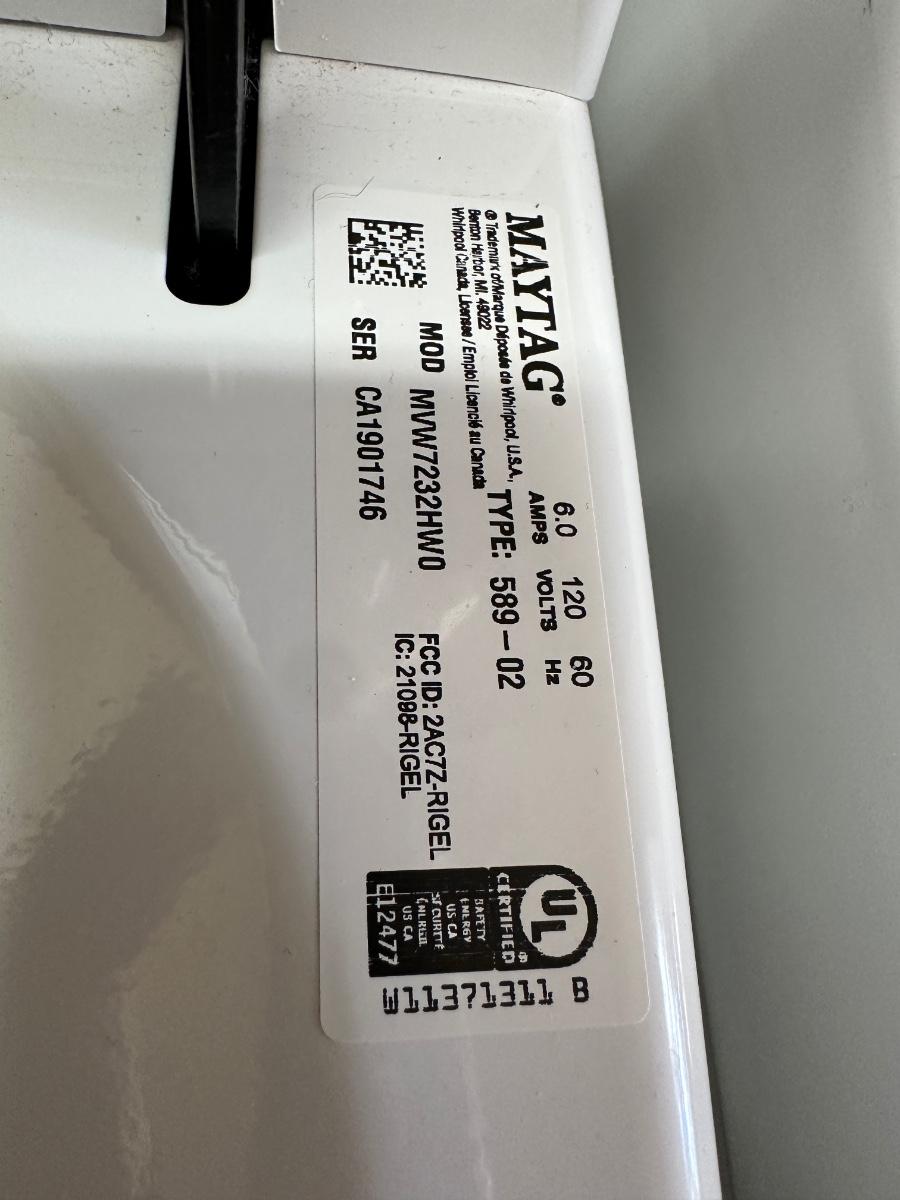 MAYTAG®
® Trademark of/Marque Déposée de Whirlpool, U.S.A.,
Benton Harbor, MI. 49022
Whirlpool Canada, Licensee / Emploi Licencié au Canada
6.0 120 60
AMPS VOLTS Hz
TYPE: 589-02
MOD MVW7232HW0
SER CA1901746
FCC ID: 2AC7Z-RIGEL
IC: 21098-RIGEL
UL
CERTIFIED®
SAFETY
ENERGY
US CA
SÉCURITÉ
ÉNERGIE
US CA
E12477
W11371311 B